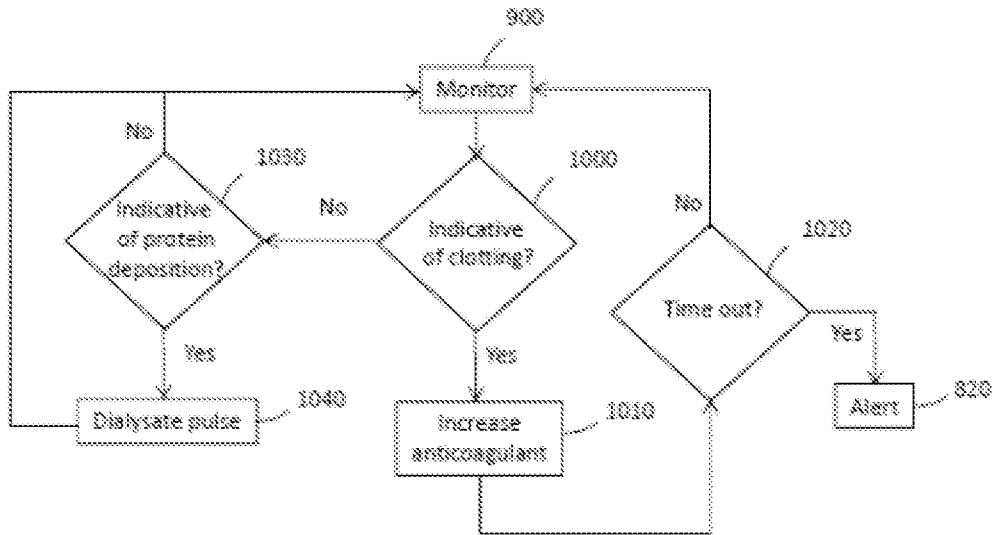 900
Monitor
No
1030
1000
Indicative
of protein
deposition?
No
Indicative
of clotting?
No
1020
Time out?
Yes
Yes
Yes
Dialysate pulse
1040
Increase
anticoagulant
1010
Alert
820